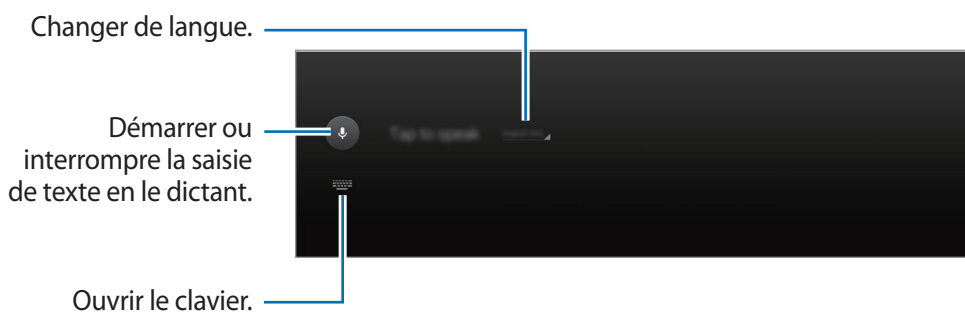 Changer de langue.
Démarrer ou
interrompre la saisie
de texte en le dictant.
Tap to speak
Ouvrir le clavier.